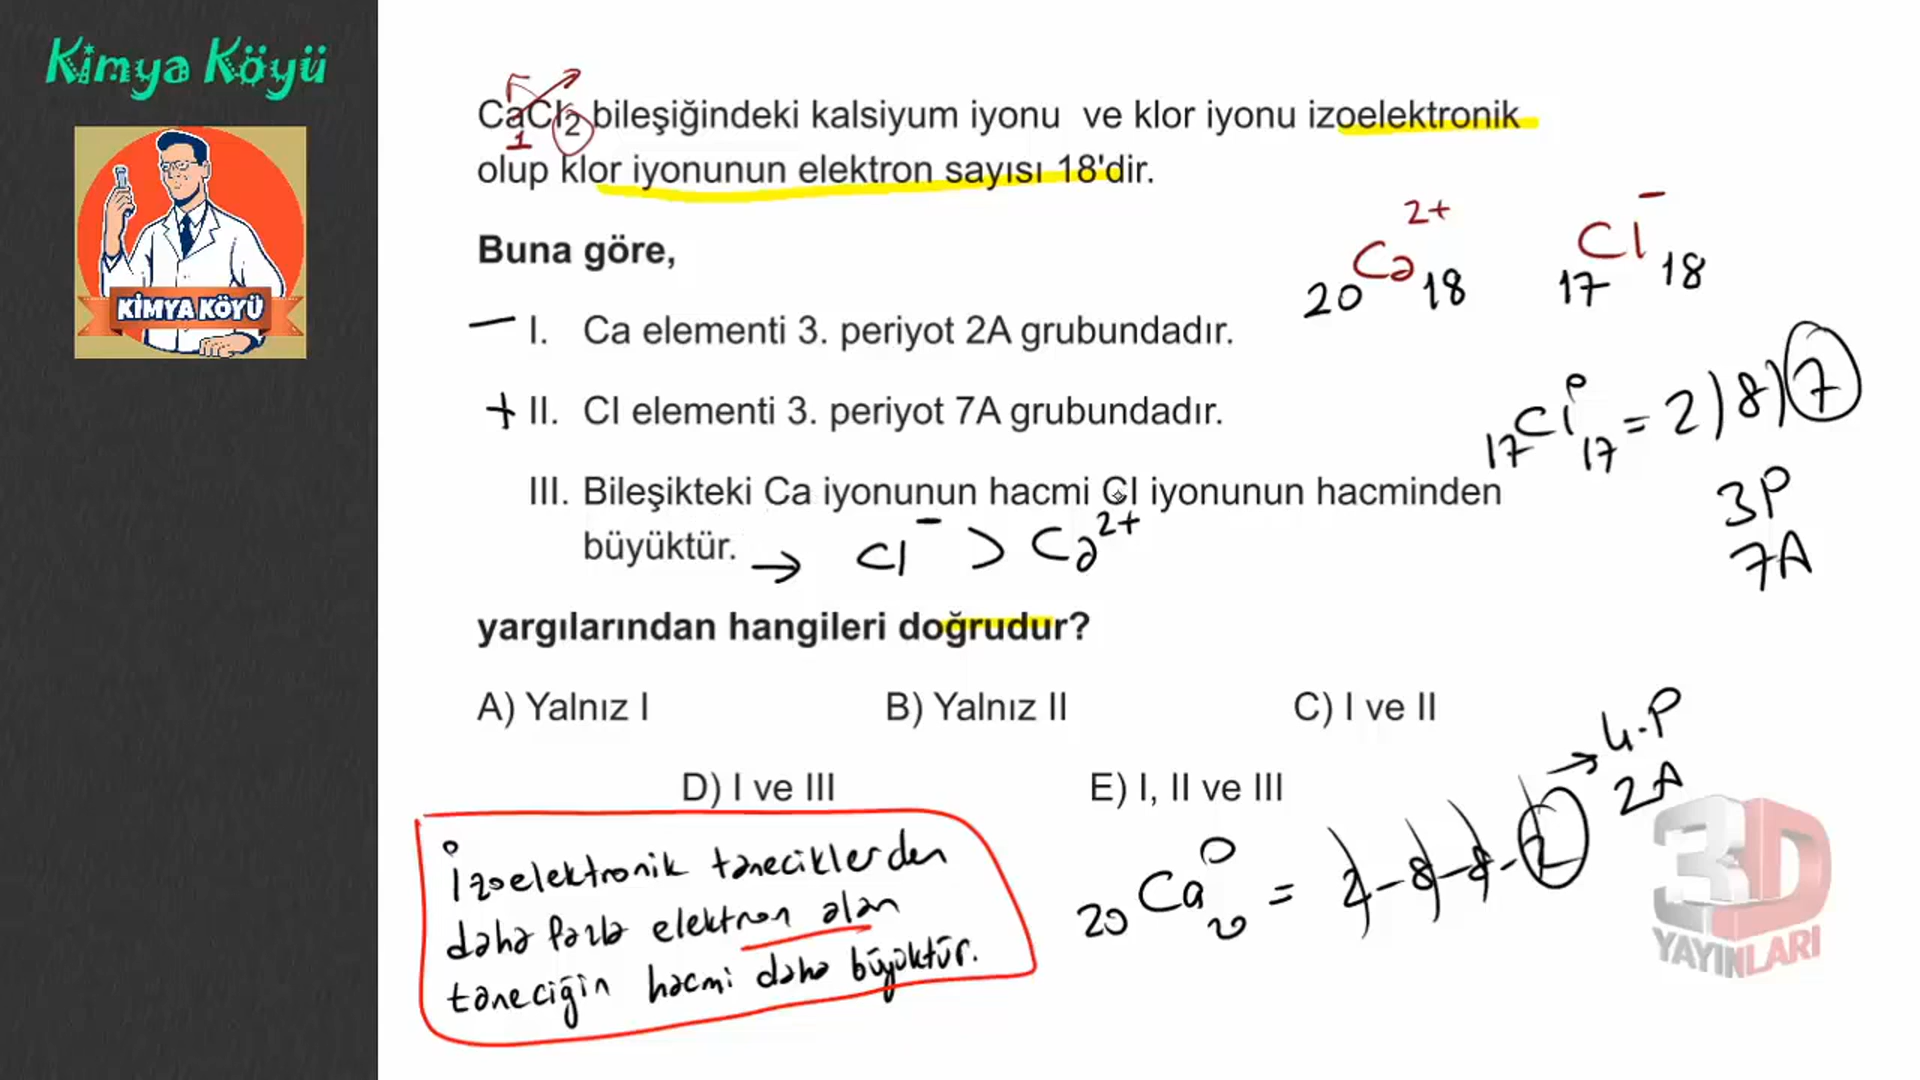 Kimya Köyü
KİMYA KÖYÜ
CaCl2 bileşiğindeki kalsiyum iyonu ve klor iyonu izoelektronik
1
olup klor iyonunun elektron sayısı 18'dir.
20 Ca 2+ 18
17 Cl - 18
Buna göre,
- I. Ca elementi 3. periyot 2A grubundadır.
+ II. Cl elementi 3. periyot 7A grubundadır.
17 Cl 0 17 = 2)8)7
3P
7A
III. Bileşikteki Ca iyonunun hacmi Cl iyonunun hacminden
büyüktür. → Cl- > Ca2+
yargılarından hangileri doğrudur?
A) Yalnız I
B) Yalnız II
C) I ve II
D) I ve III
E) I, II ve III
20 Ca 0 20 = 2-8-8-2 → 4.P
2A
İzoelektronik taneciklerden
daha fazla elektron alan
taneciğin hacmi daha büyüktür.
3D
YAYINLARI